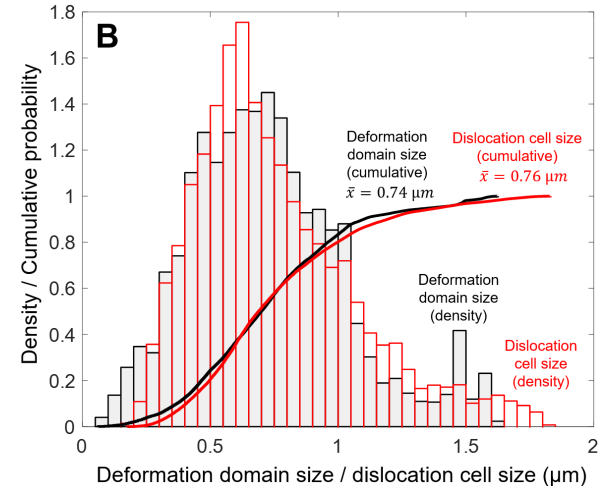 B
1.8
1.6
1.4
1.2
1
0.8
0.6
0.4
0.2
0
Density / Cumulative probability
Deformation
domain size
(cumulative)
x̄ = 0.74 μm
Dislocation cell size
(cumulative)
x̄ = 0.76 μm
Deformation
domain size
(density)
Dislocation
cell size
(density)
0 0.5 1 1.5 2
Deformation domain size / dislocation cell size (μm)